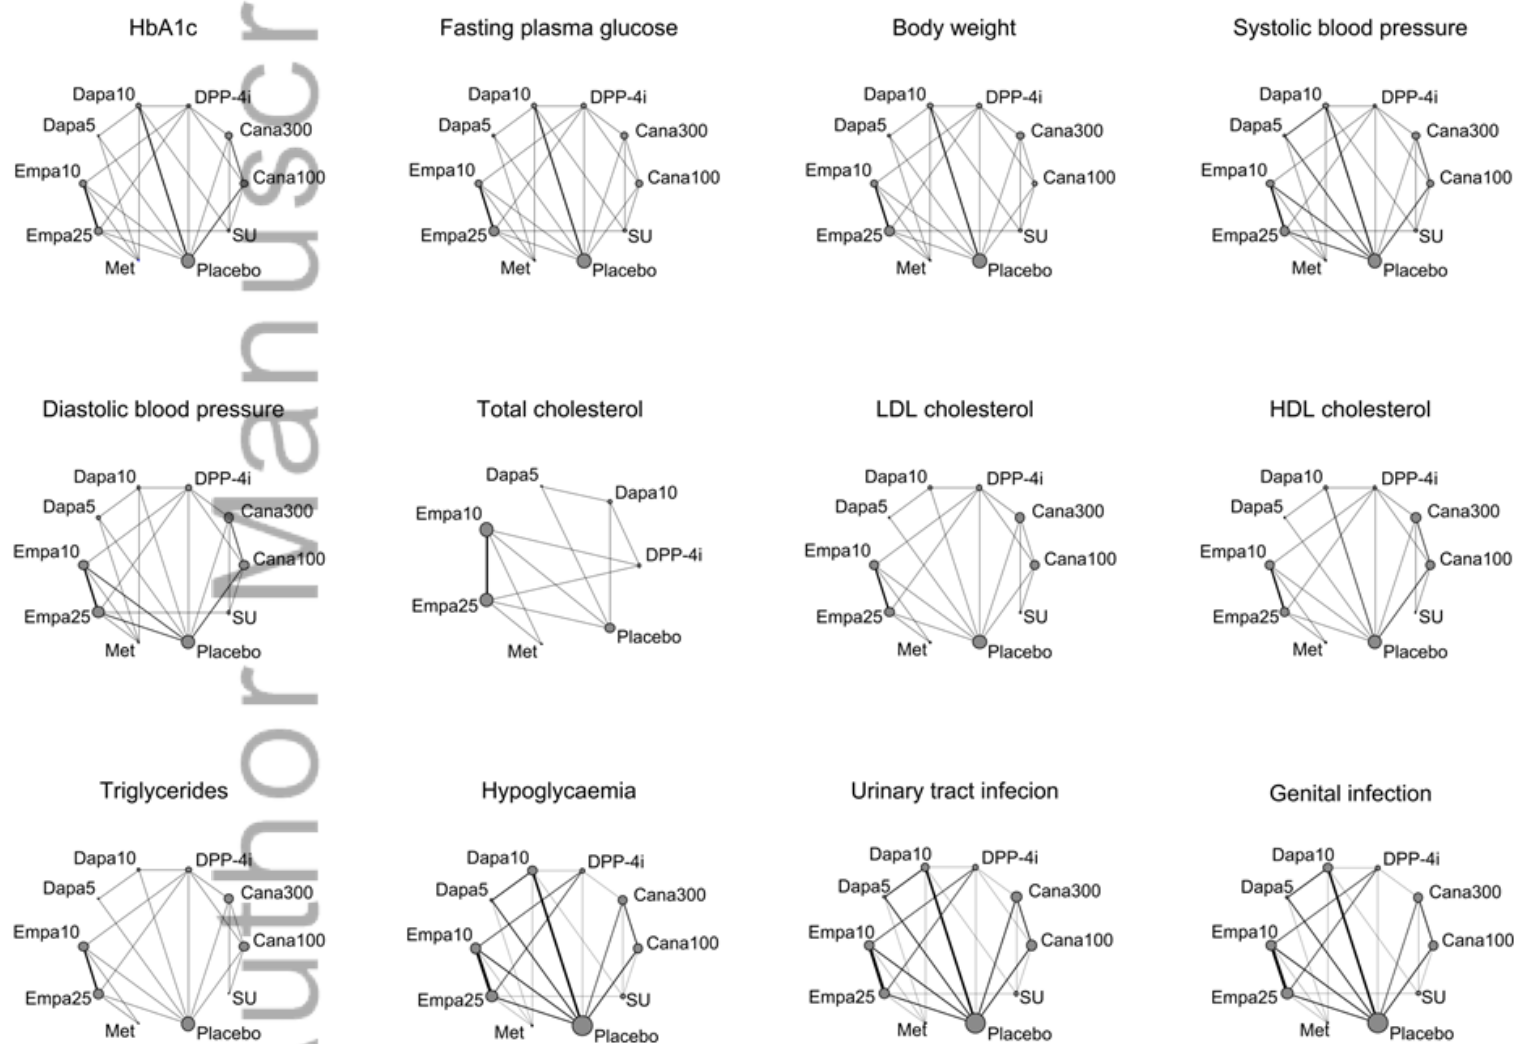 HbA1c
Fasting plasma glucose
Body weight
Systolic blood pressure
Dapa10
DPP-4i
Dapa5
Cana300
Empa10
Cana100
Empa25
SU
Met
Placebo
Dapa10
DPP-4i
Dapa5
Cana300
Empa10
Cana100
Empa25
SU
Met
Placebo
Dapa10
DPP-4i
Dapa5
Cana300
Empa10
Cana100
Empa25
SU
Met
Placebo
Dapa10
DPP-4i
Dapa5
Cana300
Empa10
Cana100
Empa25
SU
Met
Placebo
Diastolic blood pressure
Total cholesterol
LDL cholesterol
HDL cholesterol
Dapa10
DPP-4i
Dapa5
Cana300
Empa10
Cana100
Empa25
SU
Met
Placebo
Dapa5
Dapa10
Empa10
DPP-4i
Empa25
Placebo
Met
Dapa10
DPP-4i
Dapa5
Cana300
Empa10
Cana100
Empa25
SU
Met
Placebo
Dapa10
DPP-4i
Dapa5
Cana300
Empa10
Cana100
Empa25
SU
Met
Placebo
Triglycerides
Hypoglycaemia
Urinary tract infecion
Genital infection
Dapa10
DPP-4i
Dapa5
Cana300
Empa10
Cana100
Empa25
SU
Met
Placebo
Dapa10
DPP-4i
Dapa5
Cana300
Empa10
Cana100
Empa25
SU
Met
Placebo
Dapa10
DPP-4i
Dapa5
Cana300
Empa10
Cana100
Empa25
SU
Met
Placebo
Dapa10
DPP-4i
Dapa5
Cana300
Empa10
Cana100
Empa25
SU
Met
Placebo
uthor Manuscr